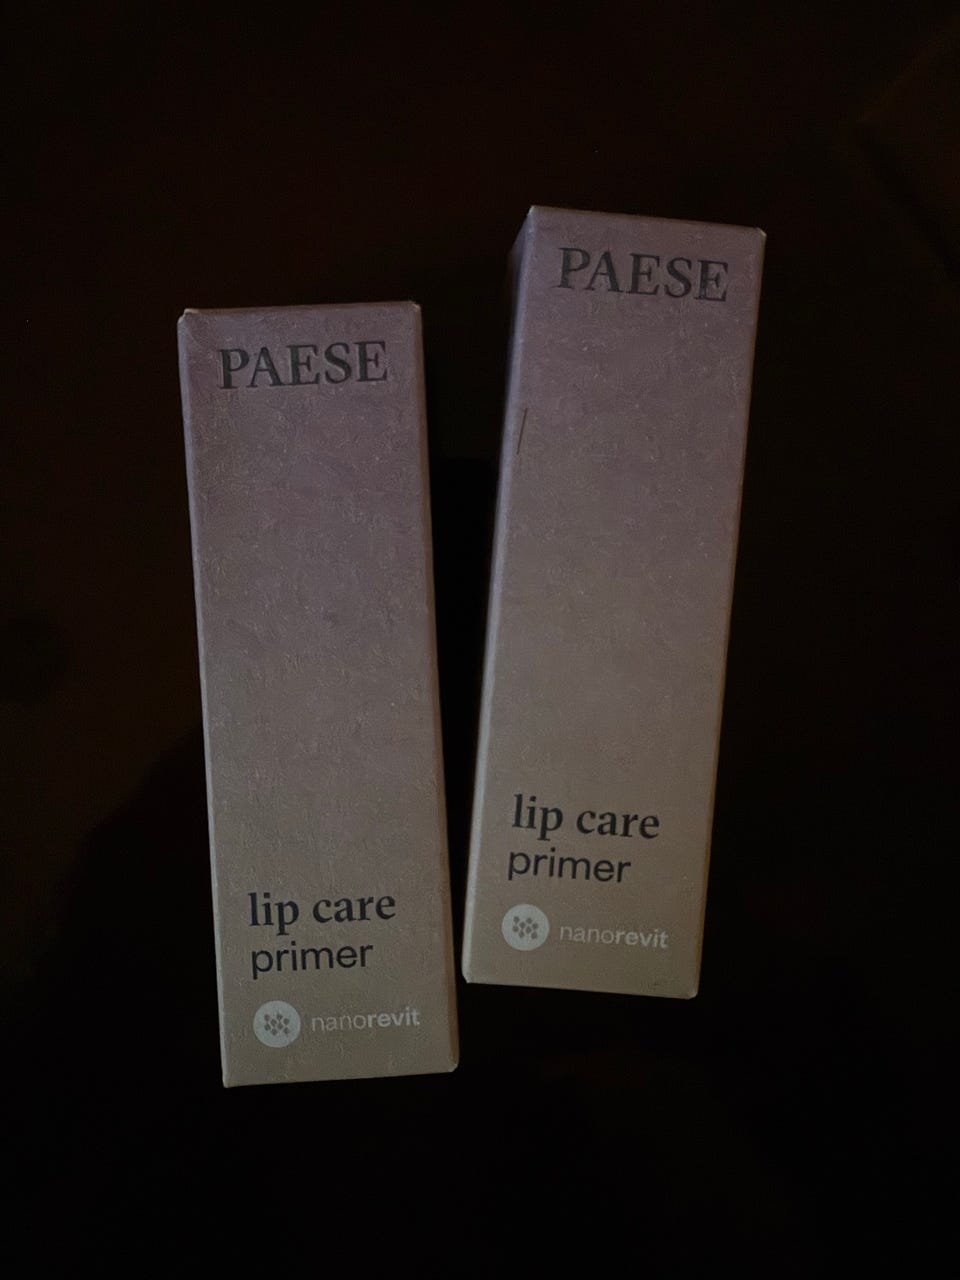 PAESE
lip care
primer
nanorevit
PAESE
lip care
primer
nanorevit